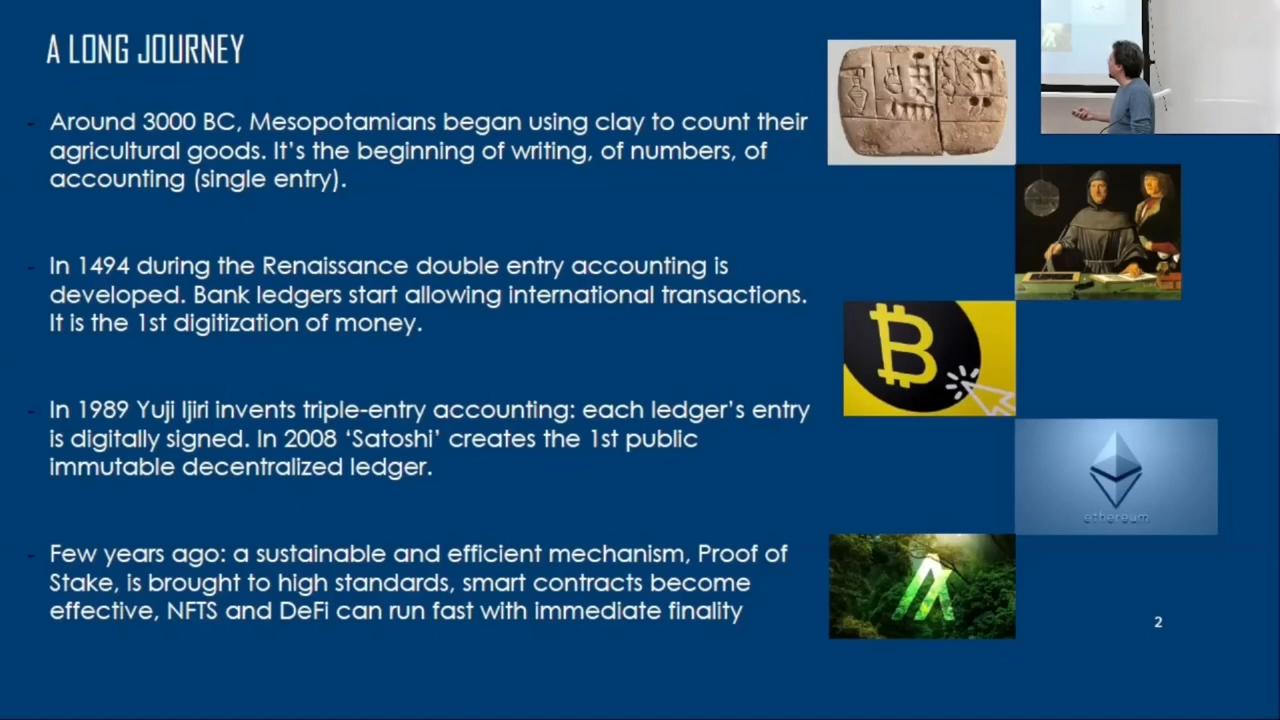 A LONG JOURNEY
- Around 3000 BC, Mesopotamians began using clay to count their
agricultural goods. It's the beginning of writing, of numbers, of
accounting (single entry).
- In 1494 during the Renaissance double entry accounting is
developed. Bank ledgers start allowing international transactions.
It is the 1st digitization of money.
- In 1989 Yuji Ijiri invents triple-entry accounting: each ledger's entry
is digitally signed. In 2008 ‘Satoshi’ creates the 1st public
immutable decentralized ledger.
ethereum
- Few years ago: a sustainable and efficient mechanism, Proof of
Stake, is brought to high standards, smart contracts become
effective, NFTS and DeFi can run fast with immediate finality
2